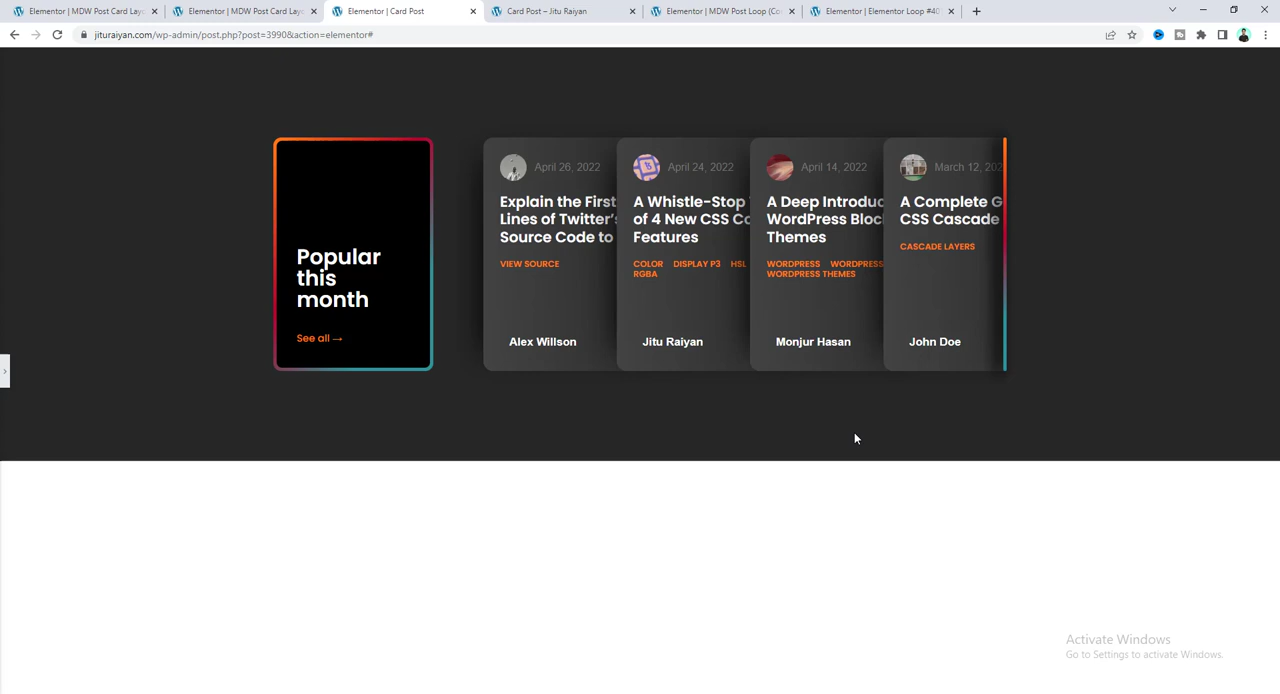 Elementor | MDW Post Card Layo
Elementor | MDW Post Card Layo
Elementor | Card Post
Card Post – Jitu Raiyan
Elementor | MDW Post Loop (Co
Elementor | Elementor Loop #40
jituraiyan.com/wp-admin/post.php?post=3990&action=elementor#
Popular
this
month
See all →
April 26, 2022
Explain the First
Lines of Twitter's
Source Code to
VIEW SOURCE
Alex Willson
April 24, 2022
A Whistle-Stop
of 4 New CSS Co
Features
COLOR DISPLAY P3 HSL
RGBA
Jitu Raiyan
April 14, 2022
A Deep Introduc
WordPress Bloc
Themes
WORDPRESS WORDPRESS
WORDPRESS THEMES
Monjur Hasan
March 12, 202
A Complete G
CSS Cascade
CASCADE LAYERS
John Doe
Activate Windows
Go to Settings to activate Windows.